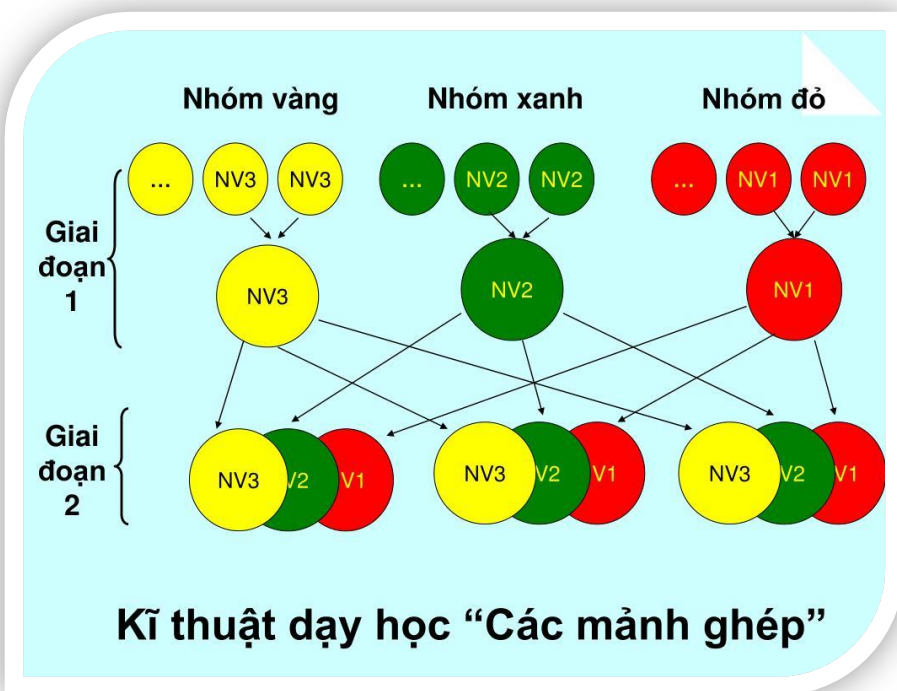 Nhóm vàng Nhóm xanh Nhóm đỏ
... NV3 NV3 ... NV2 NV2 ... NV1 NV1
Giai
đoạn
1
NV3 NV2 NV1
Giai
đoạn
2
NV3 V2 V1 NV3 V2 V1 NV3 V2 V1
Kĩ thuật dạy học “Các mảnh ghép”